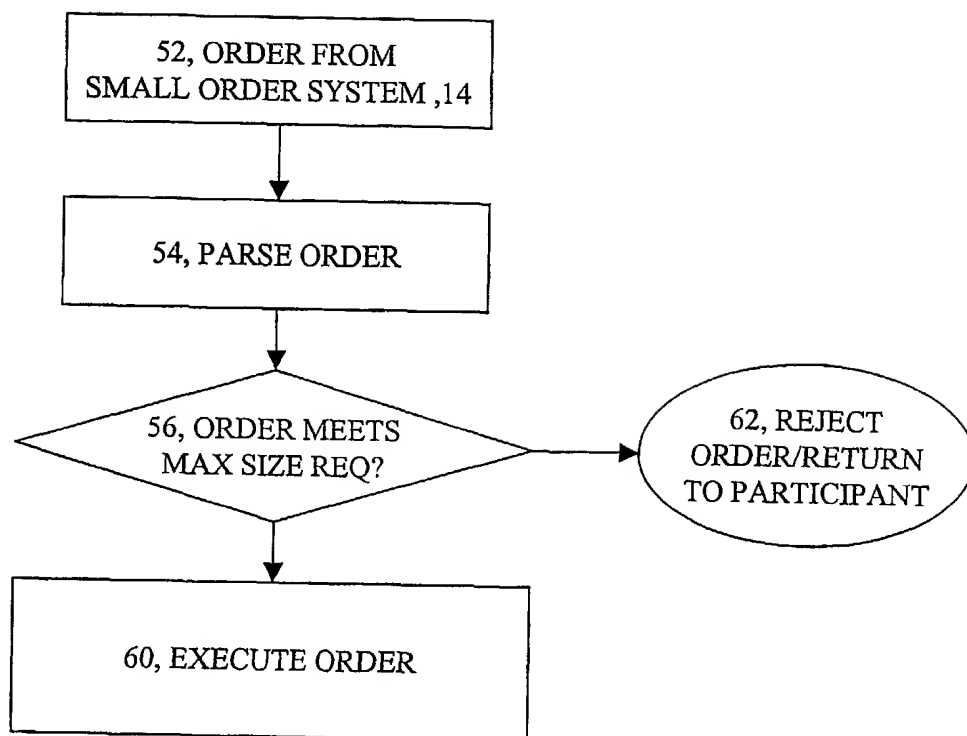 52, ORDER FROM
SMALL ORDER SYSTEM ,14
54, PARSE ORDER
56, ORDER MEETS
MAX SIZE REQ?
62, REJECT
ORDER/RETURN
TO PARTICIPANT
60, EXECUTE ORDER